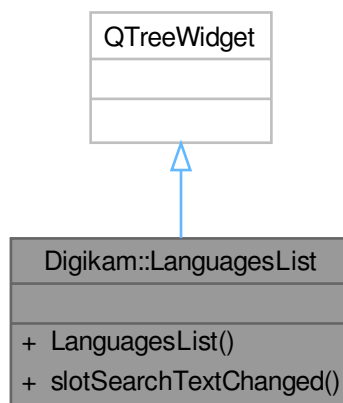 QTreeWidget
Digikam::LanguagesList
+ LanguagesList()
+ slotSearchTextChanged()